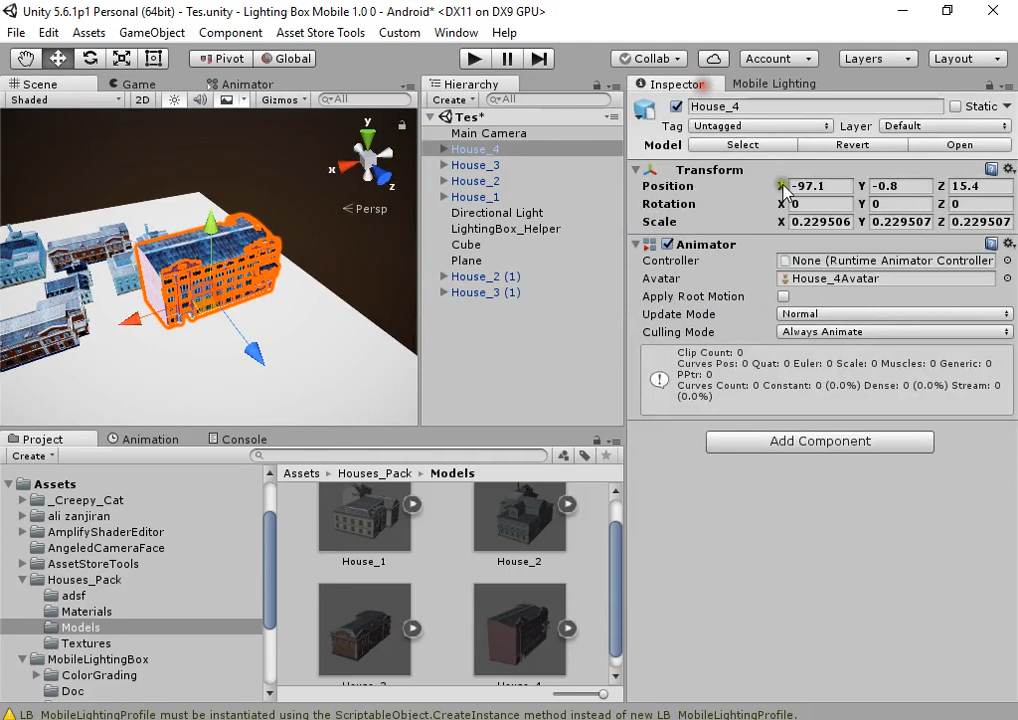 Unity 5.6.1p1 Personal (64bit) - Tes.unity - Lighting Box Mobile 1.0 0 - Android* <DX11 on DX9 GPU>
File Edit Assets GameObject Component Asset Store Tools Custom Window Help
Pivot Global Collab Account Layers Layout
Scene Game Animator
Shaded 2D Gizmos All
y
x
z
Persp
Hierarchy
Create All
Tes*
Main Camera
House_4
House_3
House_2
House_1
Directional Light
LightingBox_Helper
Cube
Plane
House_2 (1)
House_3 (1)
Inspector Mobile Lighting
House_4 Static
Tag Untagged Layer Default
Model Select Revert Open
Transform
Position X -97.1 Y -0.8 Z 15.4
Rotation X 0 Y 0 Z 0
Scale X 0.229506 Y 0.229507 Z 0.229507
Animator
Controller None (Runtime Animator Controller
Avatar House_4Avatar
Apply Root Motion
Update Mode Normal
Culling Mode Always Animate
Clip Count: 0
Curves Pos: 0 Quat: 0 Euler: 0 Scale: 0 Muscles: 0 Generic: 0
PPtr: 0
Curves Count: 0 Constant: 0 (0.0%) Dense: 0 (0.0%) Stream: 0
(0.0%)
Add Component
Project Animation Console
Create
Assets
_Creepy_Cat
ali zanjiran
AmplifyShaderEditor
AngeledCameraFace
AssetStoreTools
Houses_Pack
adsf
Materials
Models
Textures
MobileLightingBox
ColorGrading
Doc
Assets Houses_Pack Models
House_1
House_2
LB_MobileLightingProfile must be instantiated using the ScriptableObject.CreateInstance method instead of new LB_MobileLightingProfile.